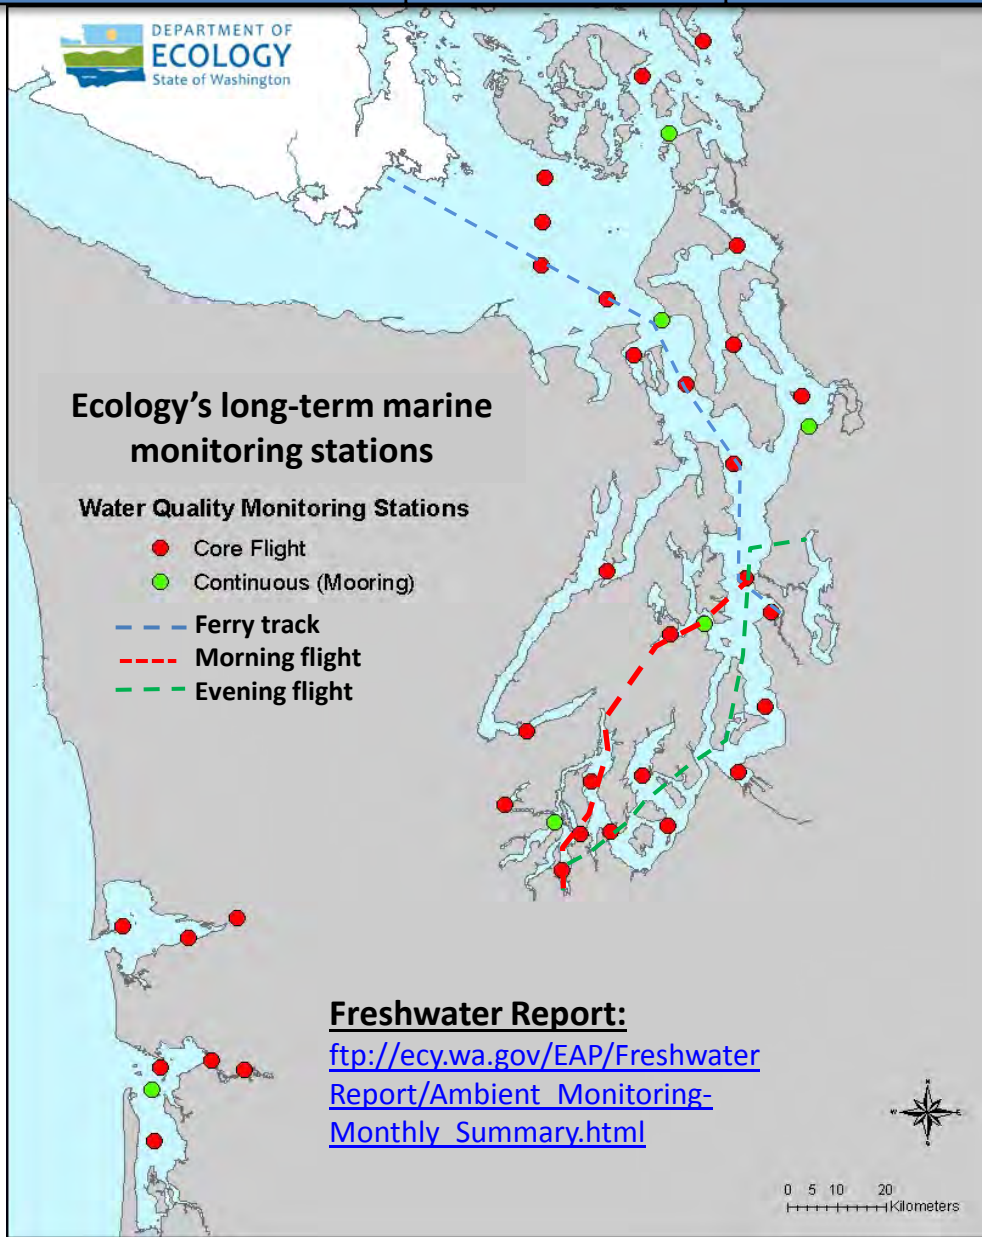 DEPARTMENT OF
ECOLOGY
State of Washington
Ecology’s long-term marine
monitoring stations
Water Quality Monitoring Stations
Core Flight
Continuous (Mooring)
Ferry track
Morning flight
Evening flight
Freshwater Report:
ftp://ecy.wa.gov/EAP/Freshwater
Report/Ambient_Monitoring-
Monthly_Summary.html
N
W E
S
0 5 10 20
Kilometers